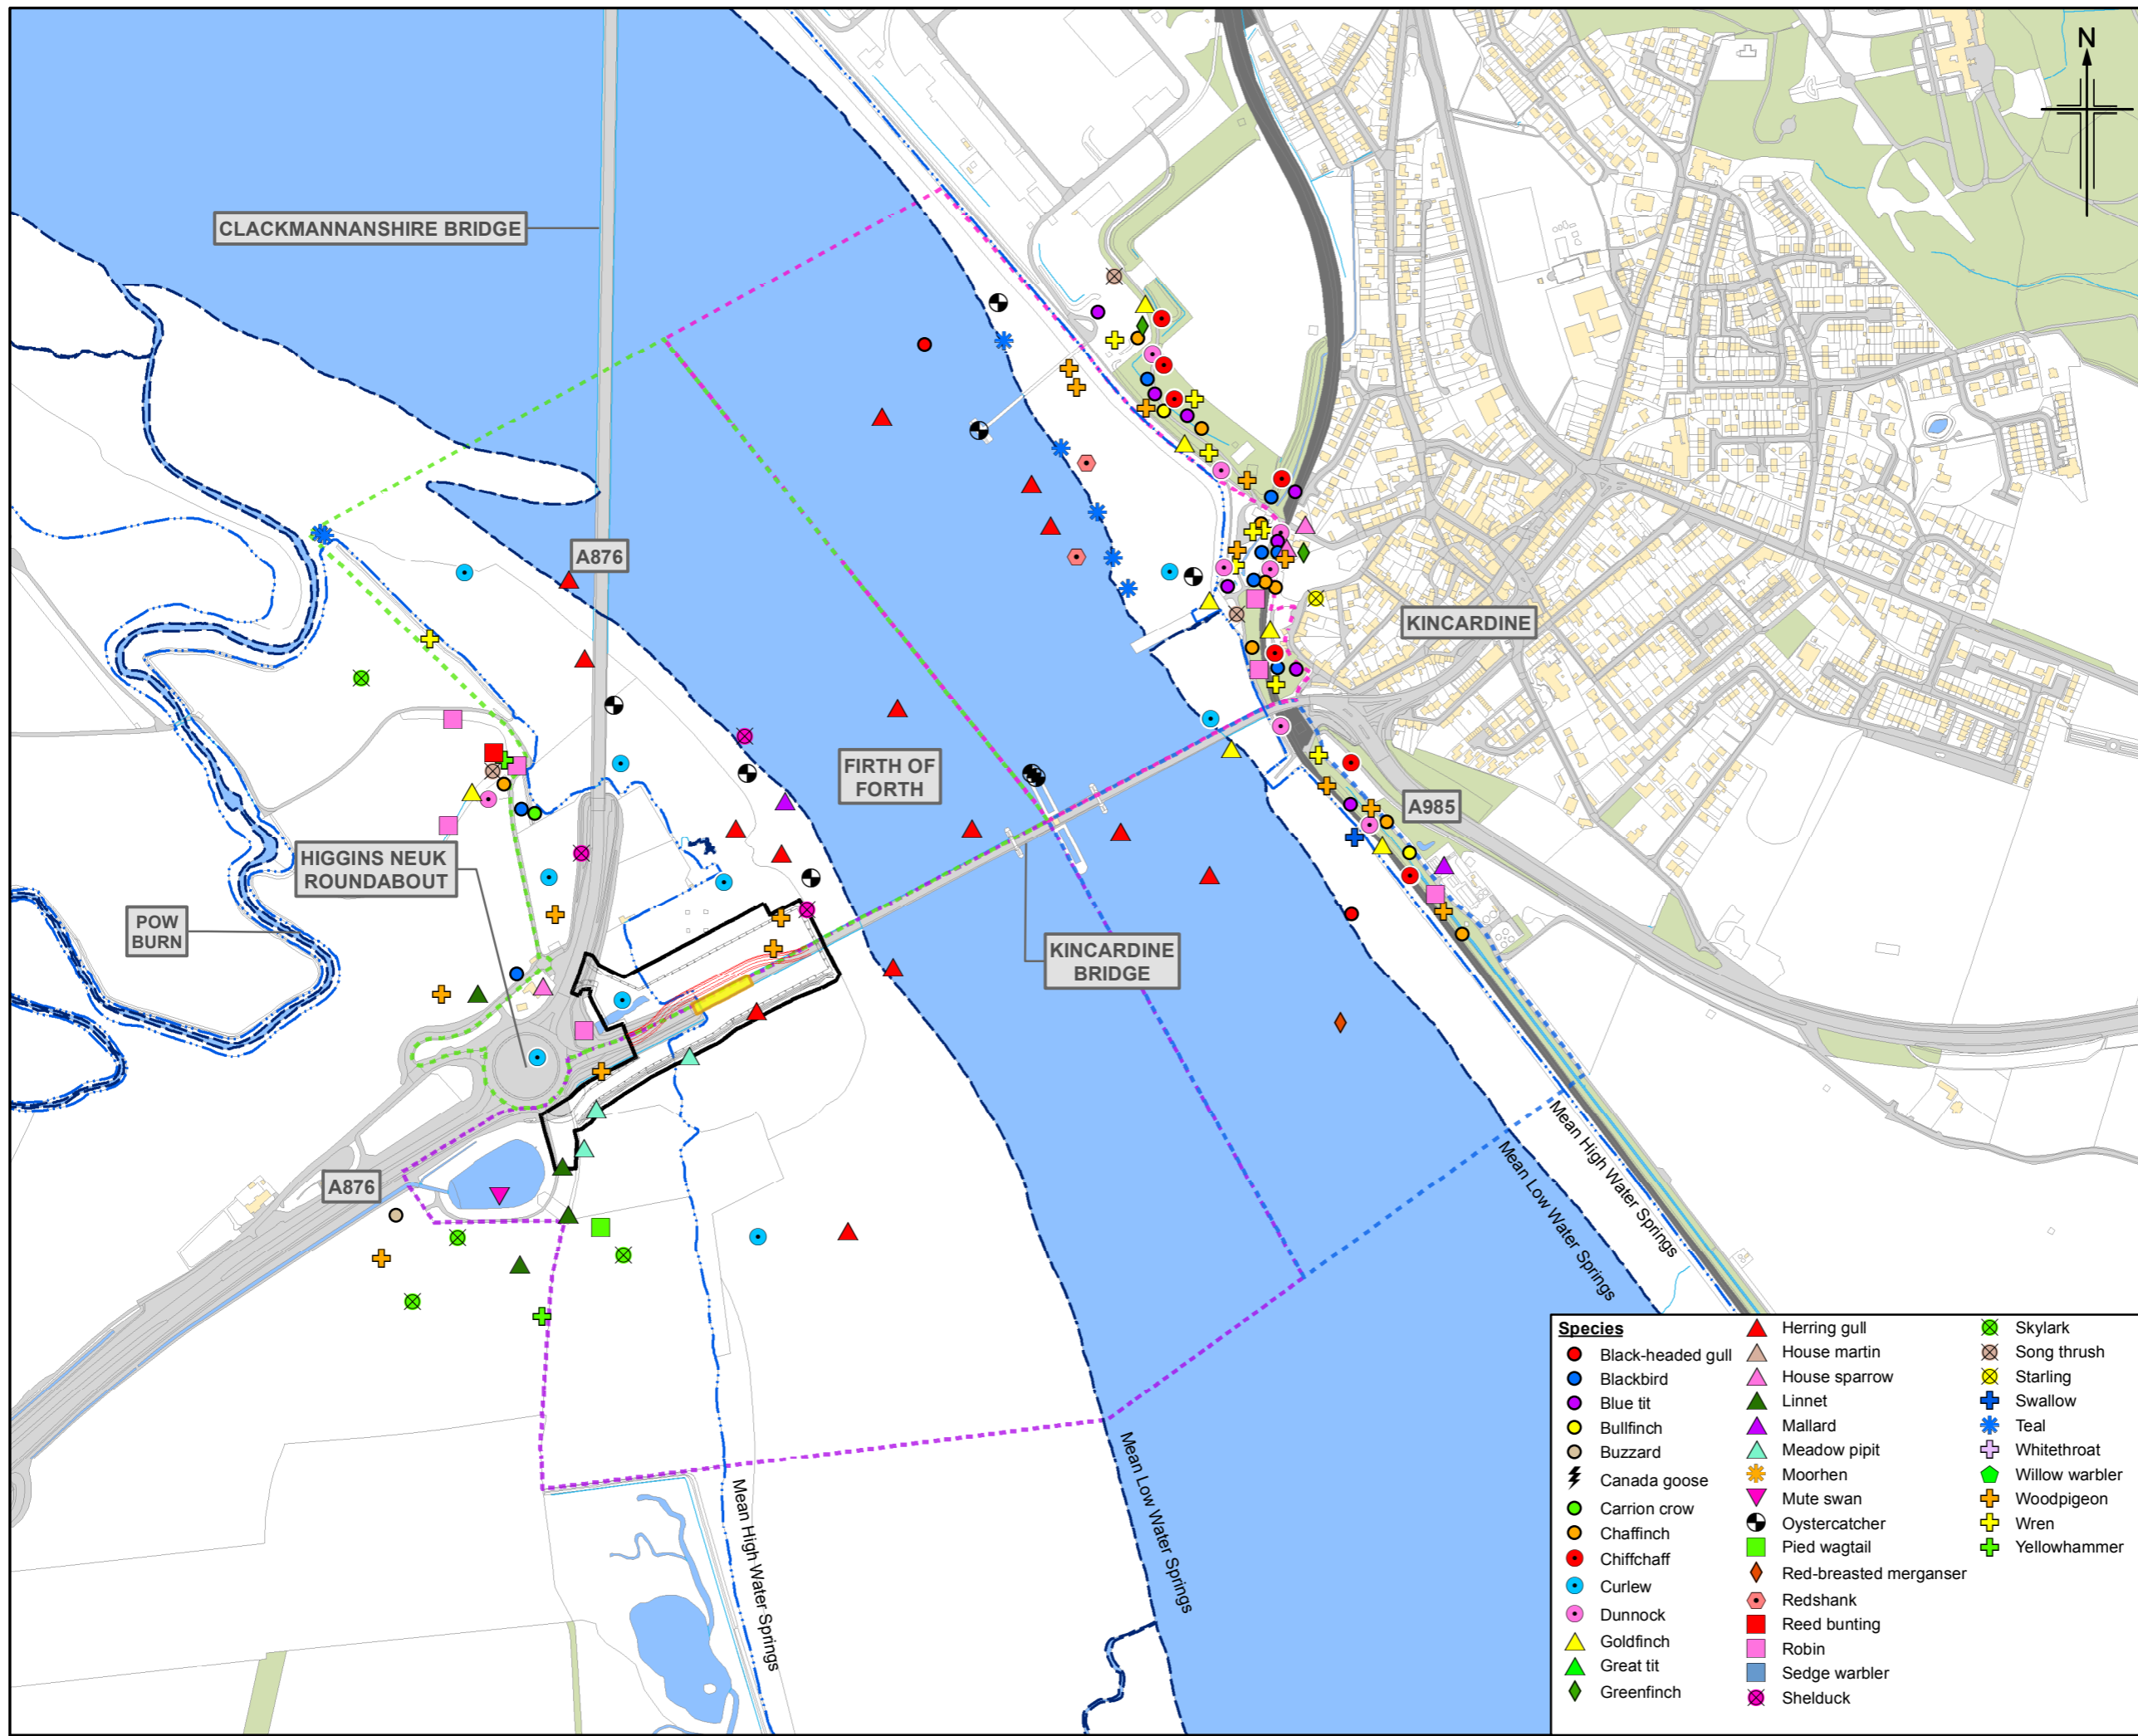 N
CLACKMANNANSHIRE BRIDGE
A876
KINCARDINE
FIRTH OF
FORTH
A985
HIGGINS NEUK
ROUNDABOUT
POW
BURN
KINCARDINE
BRIDGE
A876
Mean High Water Springs
Mean Low Water Springs
Mean Low Water Springs
Mean High Water Springs
Species
Black-headed gull
Blackbird
Blue tit
Bullfinch
Buzzard
Canada goose
Carrion crow
Chaffinch
Chiffchaff
Curlew
Dunnock
Goldfinch
Great tit
Greenfinch
Herring gull
House martin
House sparrow
Linnet
Mallard
Meadow pipit
Moorhen
Mute swan
Oystercatcher
Pied wagtail
Red-breasted merganser
Redshank
Reed bunting
Robin
Sedge warbler
Shelduck
Skylark
Song thrush
Starling
Swallow
Teal
Whitethroat
Willow warbler
Woodpigeon
Wren
Yellowhammer